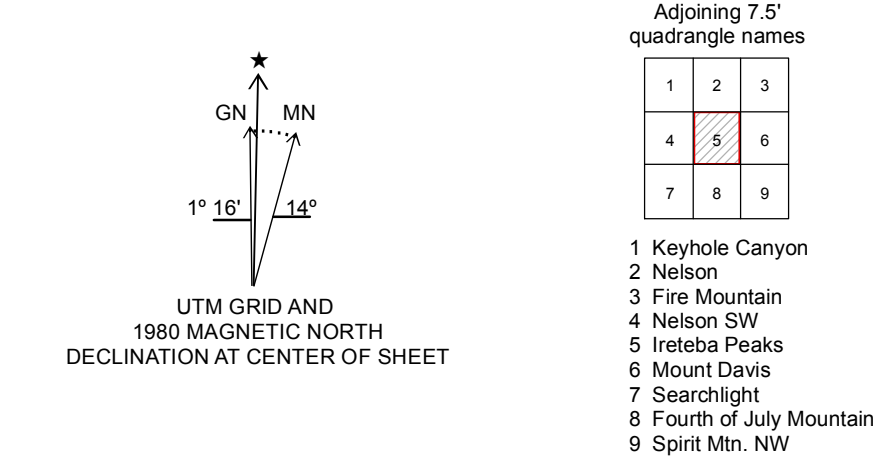 GN MN
1º 16' 14º
UTM GRID AND
1980 MAGNETIC NORTH
DECLINATION AT CENTER OF SHEET
Adjoining 7.5'
quadrangle names
1 2 3
4 5 6
7 8 9
1 Keyhole Canyon
2 Nelson
3 Fire Mountain
4 Nelson SW
5 Ireteba Peaks
6 Mount Davis
7 Searchlight
8 Fourth of July Mountain
9 Spirit Mtn. NW